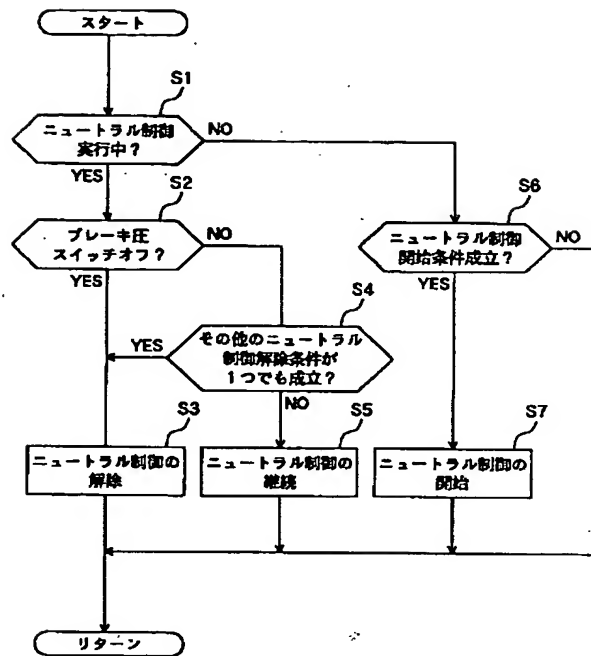 スタート
S1
ニュートラル制御
実行中？
NO
YES
S2
ブレーキ圧
スイッチオフ？
NO
YES
S6
ニュートラル制御
開始条件成立？
NO
YES
S4
その他のニュートラル
制御解除条件が
1つでも成立？
YES
NO
S3
ニュートラル制御の
解除
S5
ニュートラル制御の
継続
S7
ニュートラル制御の
開始
リターン